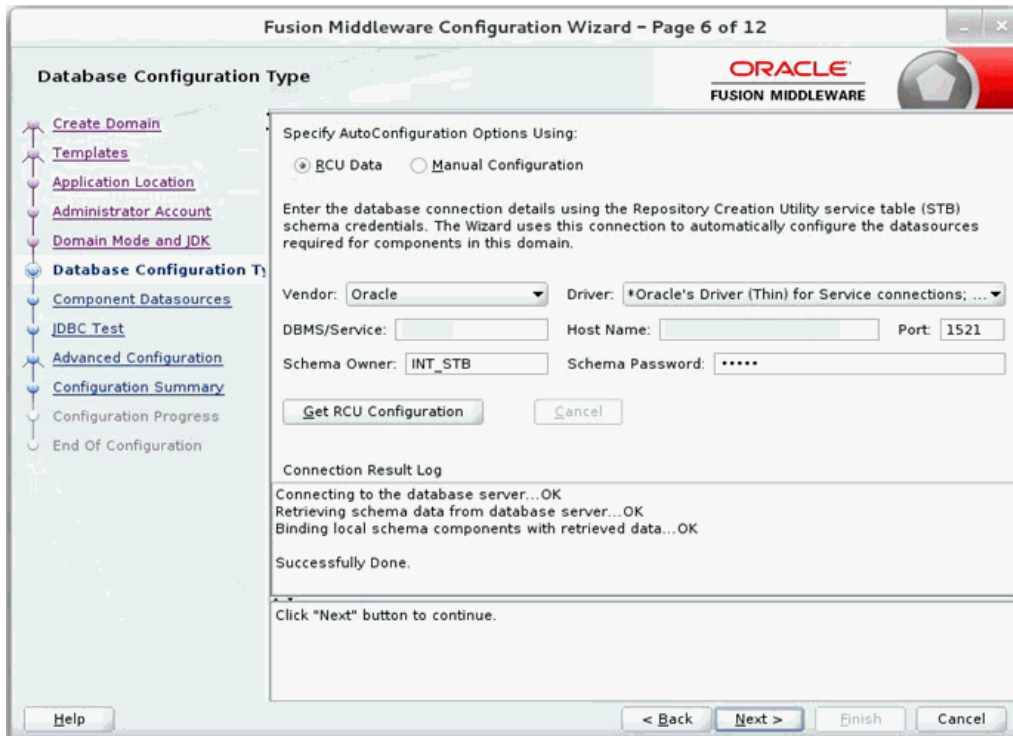 Fusion Middleware Configuration Wizard – Page 6 of 12
Database Configuration Type
ORACLE
FUSION MIDDLEWARE
Create Domain
Templates
Application Location
Administrator Account
Domain Mode and JDK
Database Configuration Ty
Component Datasources
JDBC Test
Advanced Configuration
Configuration Summary
Configuration Progress
End Of Configuration
Specify AutoConfiguration Options Using:
RCU Data Manual Configuration
Enter the database connection details using the Repository Creation Utility service table (STB)
schema credentials. The Wizard uses this connection to automatically configure the datasources
required for components in this domain.
Vendor: Oracle Driver: *Oracle's Driver (Thin) for Service connections; ...
DBMS/Service: Host Name: Port: 1521
Schema Owner: INT_STB Schema Password: •••••
Get RCU Configuration Cancel
Connection Result Log
Connecting to the database server...OK
Retrieving schema data from database server...OK
Binding local schema components with retrieved data...OK
Successfully Done.
Click "Next" button to continue.
Help < Back Next > Finish Cancel